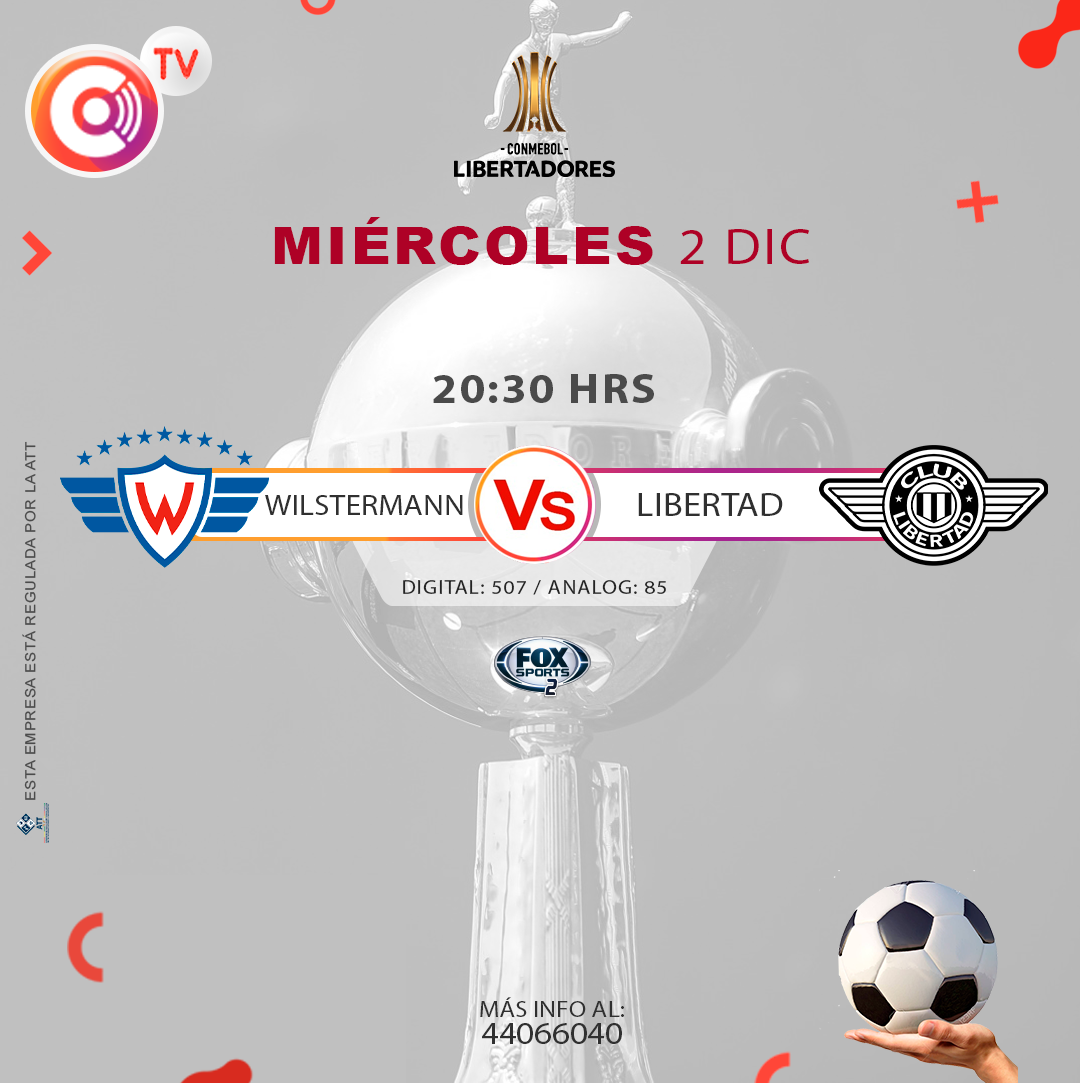 TV
-CONMEBOL-
LIBERTADORES
MIÉRCOLES 2 DIC
20:30 HRS
W
WILSTERMANN
Vs
LIBERTAD
CLUB
LIBERTAD
DIGITAL: 507 / ANALOG: 85
FOX
SPORTS
2
ESTA EMPRESA ESTÁ REGULADA POR LA ATT
ATT
MÁS INFO AL:
44066040